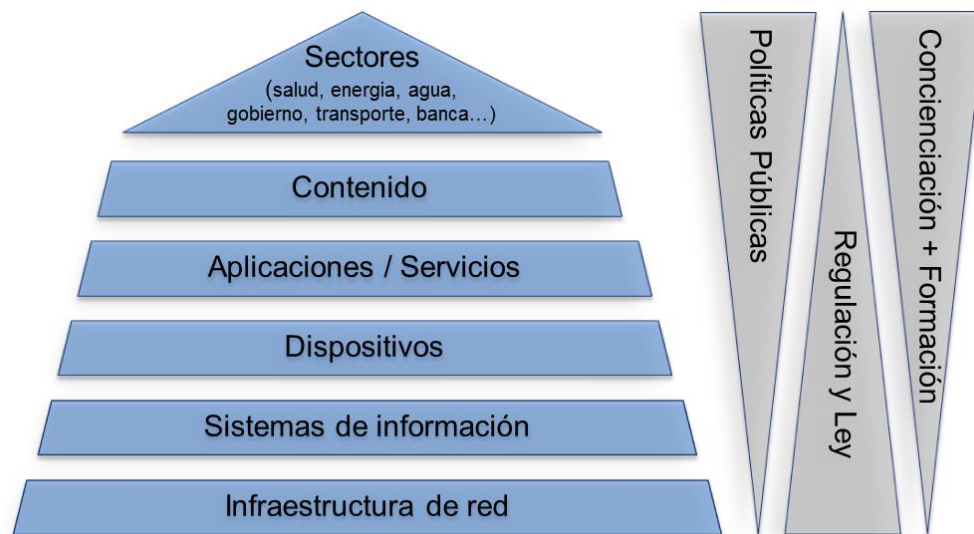 Sectores
(salud, energia, agua,
gobierno, transporte, banca...)
Contenido
Aplicaciones / Servicios
Dispositivos
Sistemas de información
Infraestructura de red
Políticas Públicas
Regulación y Ley
Concienciación + Formación